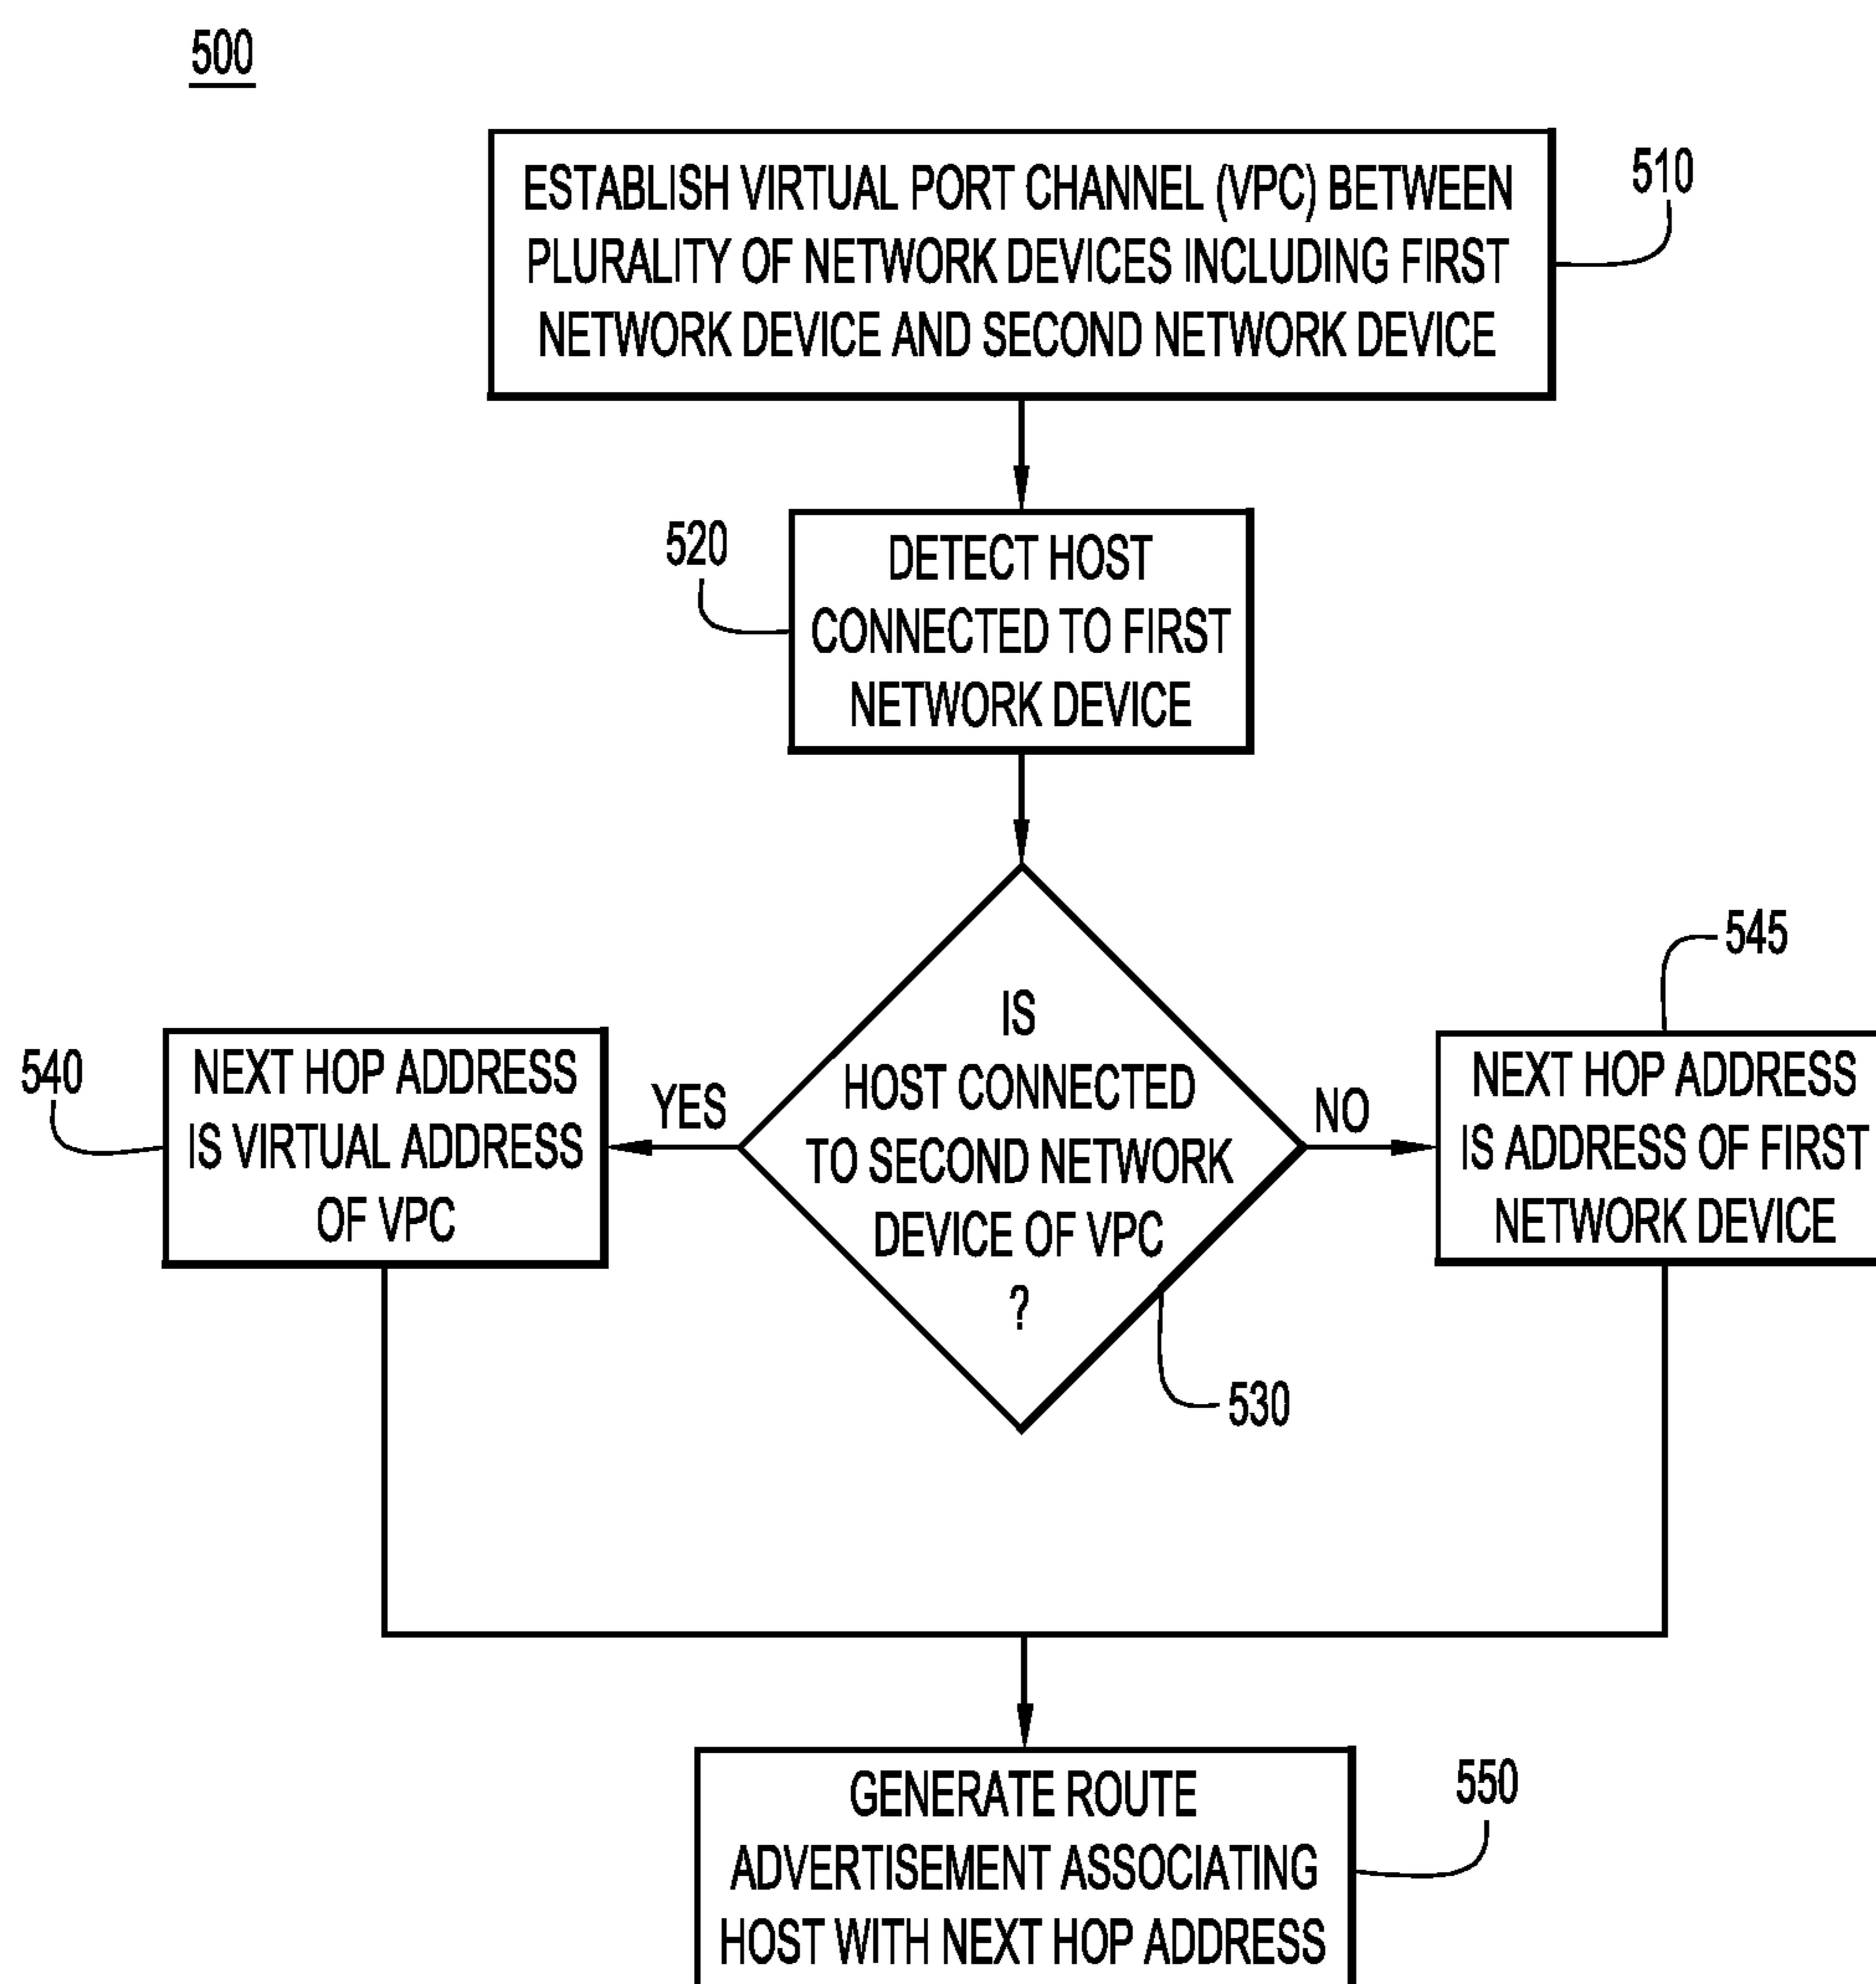 500
ESTABLISH VIRTUAL PORT CHANNEL (VPC) BETWEEN
PLURALITY OF NETWORK DEVICES INCLUDING FIRST
NETWORK DEVICE AND SECOND NETWORK DEVICE
510
520
DETECT HOST
CONNECTED TO FIRST
NETWORK DEVICE
IS
HOST CONNECTED
TO SECOND NETWORK
DEVICE OF VPC
?
530
YES
540
NEXT HOP ADDRESS
IS VIRTUAL ADDRESS
OF VPC
NO
545
NEXT HOP ADDRESS
IS ADDRESS OF FIRST
NETWORK DEVICE
GENERATE ROUTE
ADVERTISEMENT ASSOCIATING
HOST WITH NEXT HOP ADDRESS
550